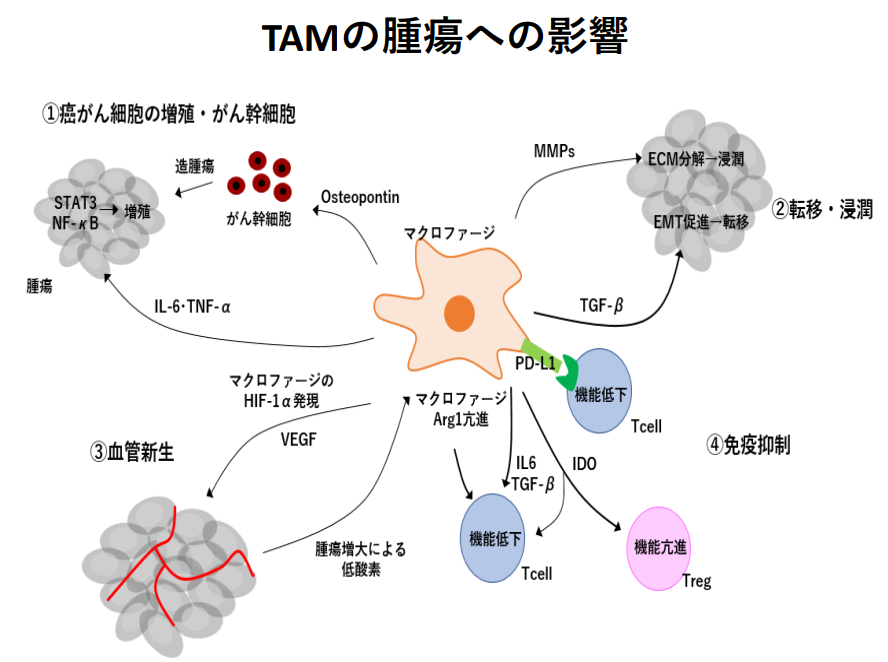 TAMの腫瘍への影響
①癌がん細胞の増殖・がん幹細胞
造腫瘍
がん幹細胞
Osteopontin
STAT3
NF-κB
増殖
腫瘍
IL-6・TNF-α
マクロファージ
MMPs
ECM分解→浸潤
EMT促進→転移
②転移・浸潤
TGF-β
PD-L1
機能低下
Tcell
マクロファージの
HIF-1α発現
VEGF
③血管新生
腫瘍増大による
低酸素
マクロファージ
Arg1亢進
IL6
TGF-β
IDO
④免疫抑制
機能低下
Tcell
機能亢進
Treg